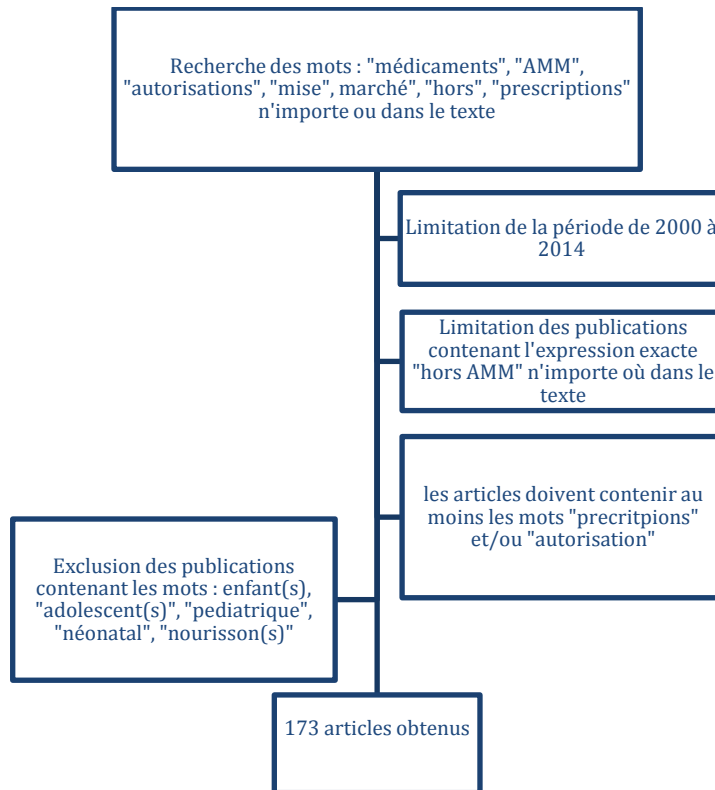 Recherche des mots : "médicaments", "AMM",
"autorisations", "mise", marché", "hors", "prescriptions"
n'importe ou dans le texte
Limitation de la période de 2000 à
2014
Limitation des publications
contenant l'expression exacte
"hors AMM" n'importe où dans le
texte
les articles doivent contenir au
moins les mots "precritpions"
et/ou "autorisation"
Exclusion des publications
contenant les mots : enfant(s),
"adolescent(s)", "pediatrique",
"néonatal", "nourisson(s)"
173 articles obtenus